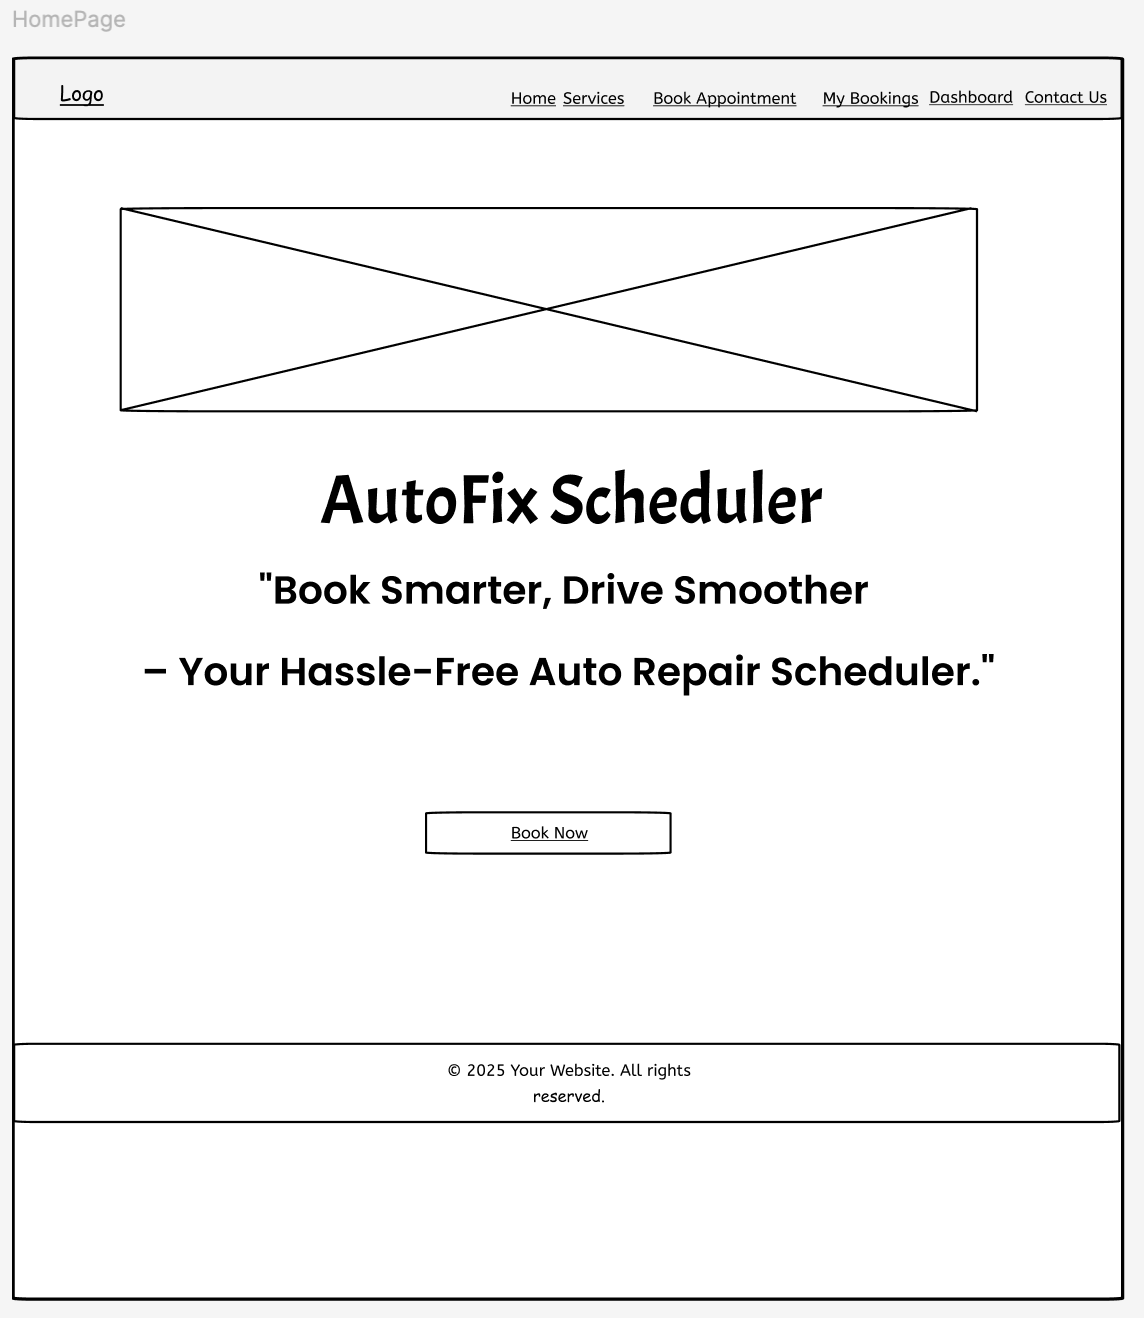 HomePage
Logo
Home Services Book Appointment My Bookings Dashboard Contact Us
AutoFix Scheduler
"Book Smarter, Drive Smoother
– Your Hassle-Free Auto Repair Scheduler."
Book Now
© 2025 Your Website. All rights
reserved.